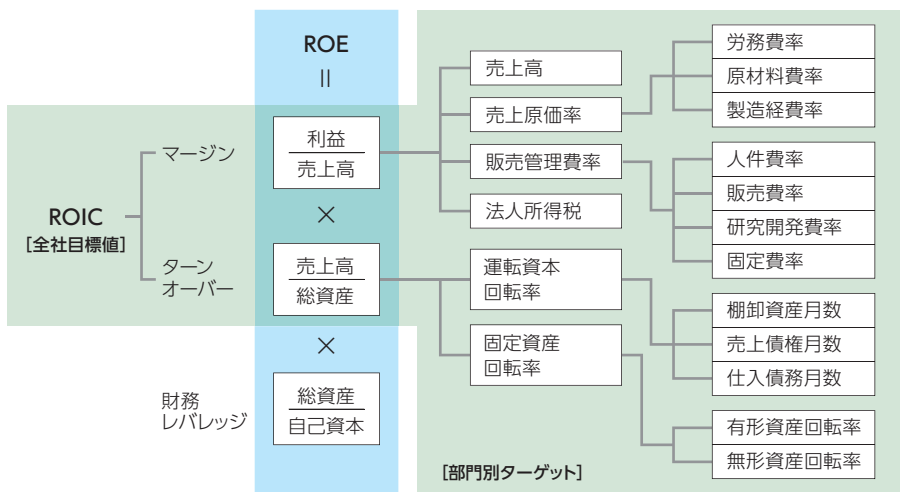 ROE
=
ROIC
[全社目標値]
マージン
ターン
オーバー
財務
レバレッジ
利益
売上高
×
売上高
総資産
×
総資産
自己資本
売上高
売上原価率
販売管理費率
法人所得税
運転資本
回転率
固定資産
回転率
労務費率
原材料費率
製造経費率
人件費率
販売費率
研究開発費率
固定費率
棚卸資産月数
売上債権月数
仕入債務月数
有形資産回転率
無形資産回転率
[部門別ターゲット]